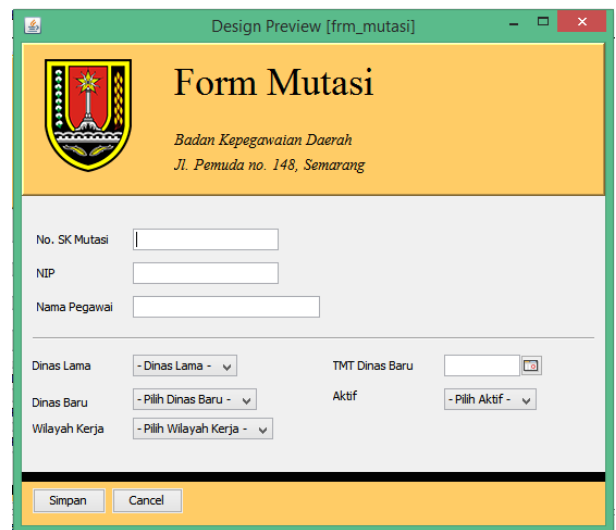 Design Preview [frm_mutasi]
Form Mutasi
Badan Kepegawaian Daerah
Jl. Pemuda no. 148, Semarang
No. SK Mutasi
NIP
Nama Pegawai
Dinas Lama
- Dinas Lama -
TMT Dinas Baru
Dinas Baru
- Pilih Dinas Baru -
Aktif
- Pilih Aktif -
Wilayah Kerja
- Pilih Wilayah Kerja -
Simpan
Cancel